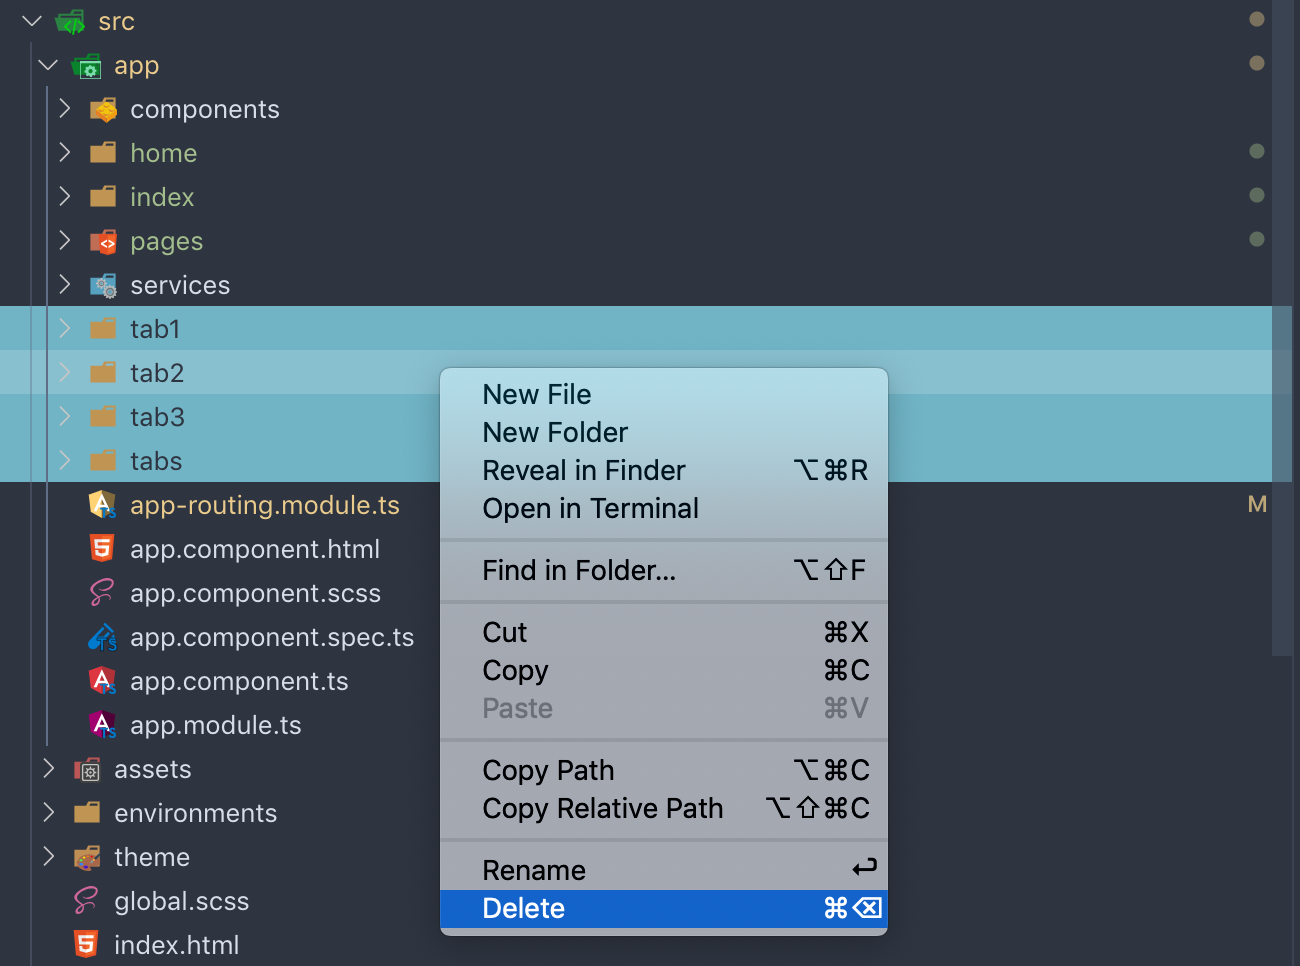 src
app
components
home
index
pages
services
tab1
tab2
tab3
tabs
app-routing.module.ts M
app.component.html
app.component.scss
app.component.spec.ts
app.component.ts
app.module.ts
assets
environments
theme
global.scss
index.html
New File
New Folder
Reveal in Finder ⌥⌘R
Open in Terminal
Find in Folder... ⌥⇧F
Cut ⌘X
Copy ⌘C
Paste ⌘V
Copy Path ⌥⌘C
Copy Relative Path ⌥⇧⌘C
Rename ↩
Delete ⌘⌫